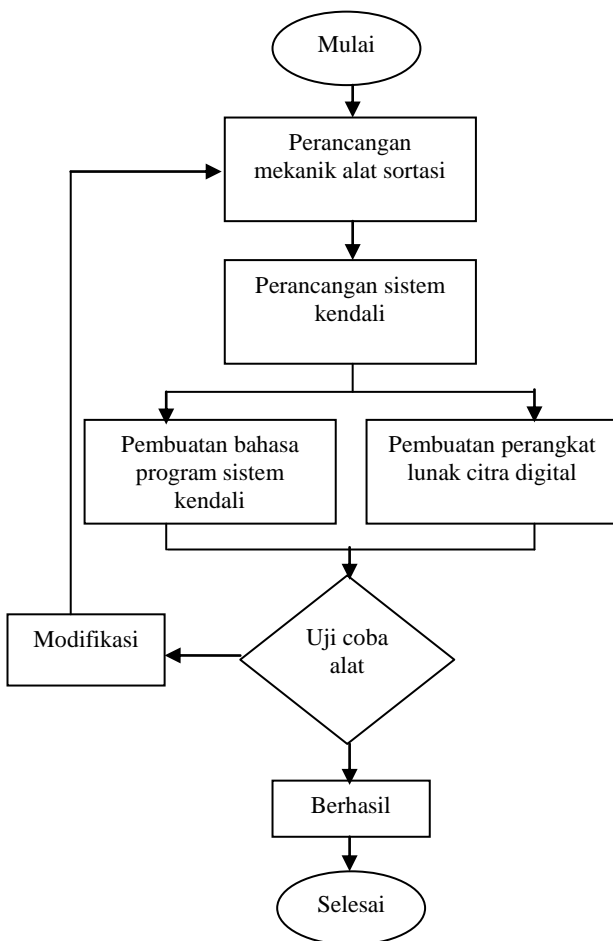 Mulai
Perancangan
mekanik alat sortasi
Perancangan sistem
kendali
Pembuatan bahasa
program sistem
kendali
Pembuatan perangkat
lunak citra digital
Uji coba
alat
Modifikasi
Berhasil
Selesai